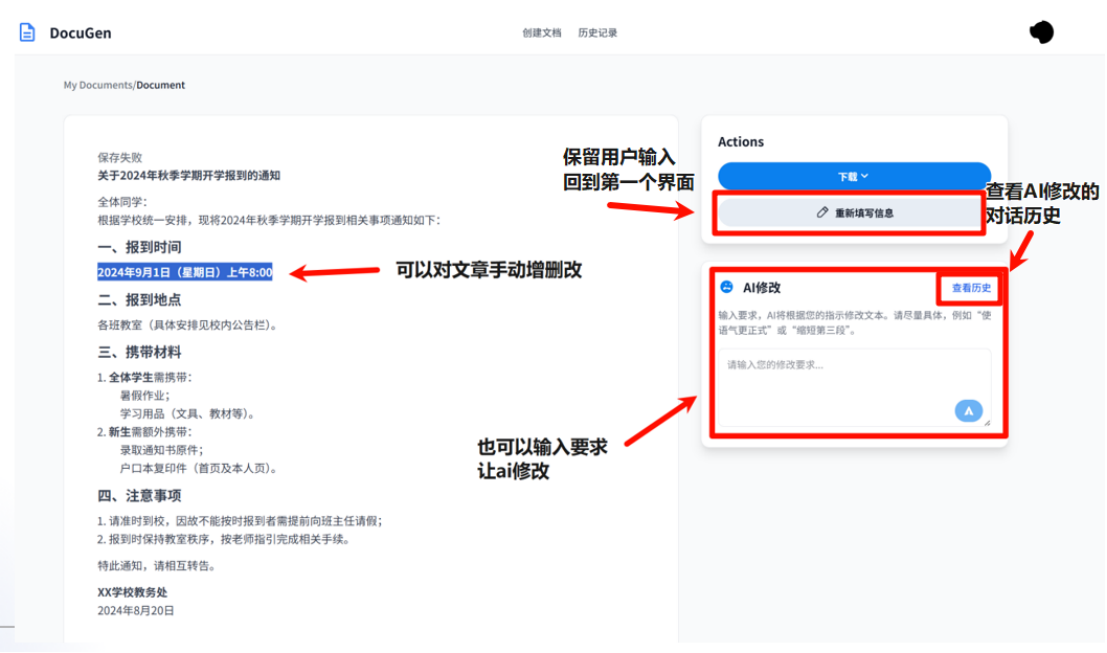 DocuGen
创建文档 历史记录
My Documents/Document
保存失败
关于2024年秋季学期开学报到的通知
全体同学：
根据学校统一安排，现将2024年秋季学期开学报到相关事项通知如下：
一、报到时间
2024年9月1日（星期日）上午8:00
可以对文章手动增删改
二、报到地点
各班教室（具体安排见校内公告栏）。
三、携带材料
1. 全体学生需携带：
暑假作业；
学习用品（文具、教材等）。
2. 新生需额外携带：
录取通知书原件；
户口本复印件（首页及本人页）。
四、注意事项
1. 请准时到校，因故不能按时报到者需提前向班主任请假；
2. 报到时保持教室秩序，按老师指引完成相关手续。
特此通知，请相互转告。
XX学校教务处
2024年8月20日
保留用户输入
回到第一个界面
Actions
下载
重新填写信息
查看AI修改的
对话历史
AI修改
查看历史
输入要求，AI将根据您的指示修改文本。请尽量具体，例如“使
语气更正式”或“缩短第三段”。
请输入您的修改要求...
也可以输入要求
让ai修改